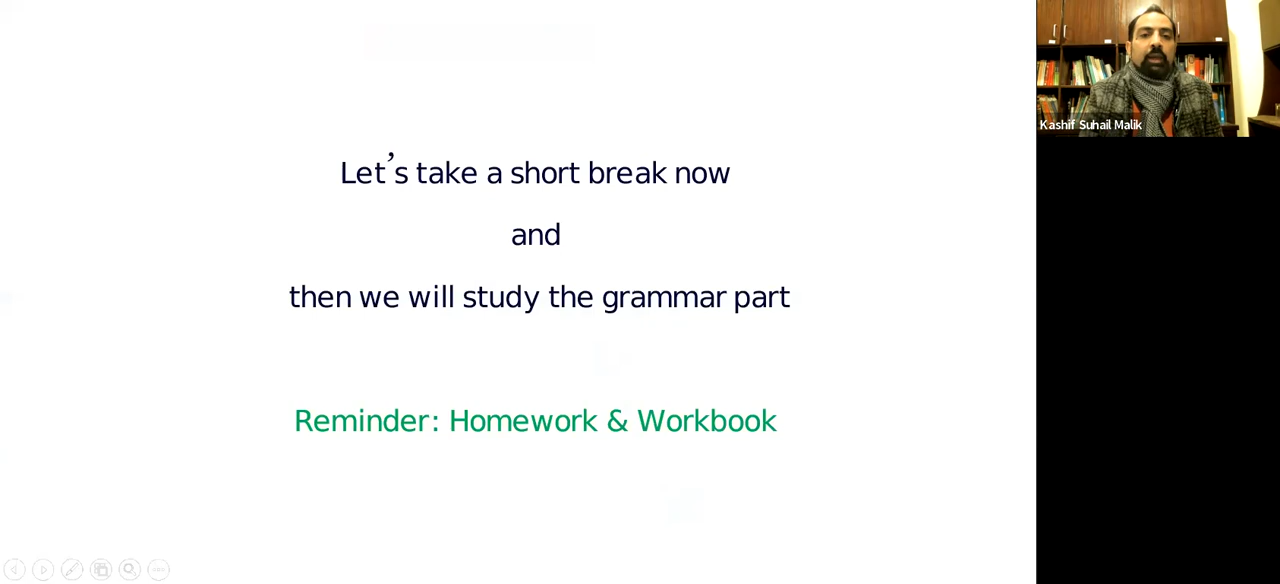 Let’s take a short break now
and
then we will study the grammar part
Reminder: Homework & Workbook
Kashif Suhail Malik